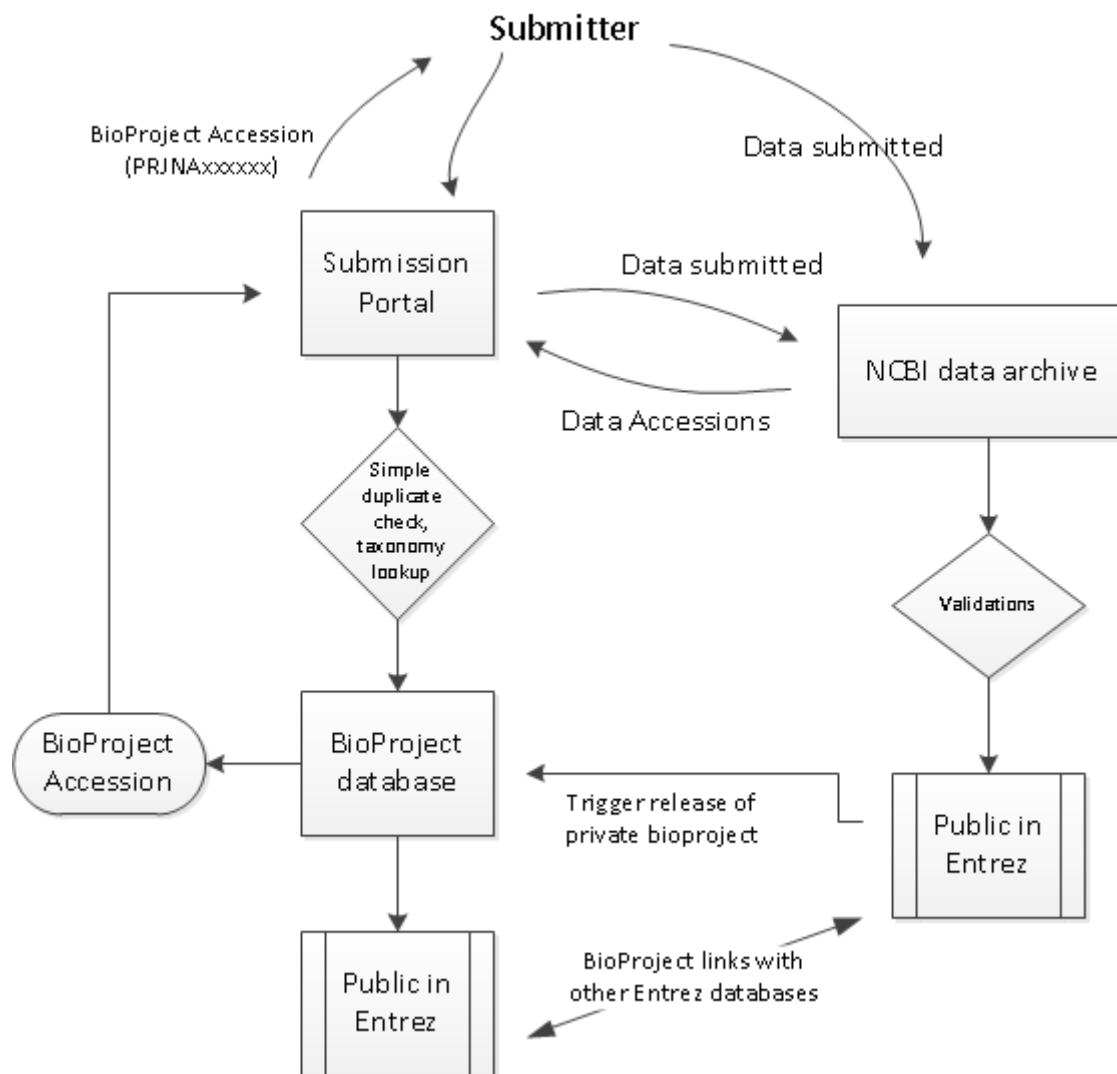 Submitter
BioProject Accession
(PRJNAxxxxxx)
Data submitted
Submission
Portal
Data submitted
Data Accessions
NCBI data archive
Simple
duplicate
check,
taxonomy
lookup
Validations
BioProject
Accession
BioProject
database
Trigger release of
private bioproject
Public in
Entrez
BioProject links with
other Entrez databases
Public in
Entrez